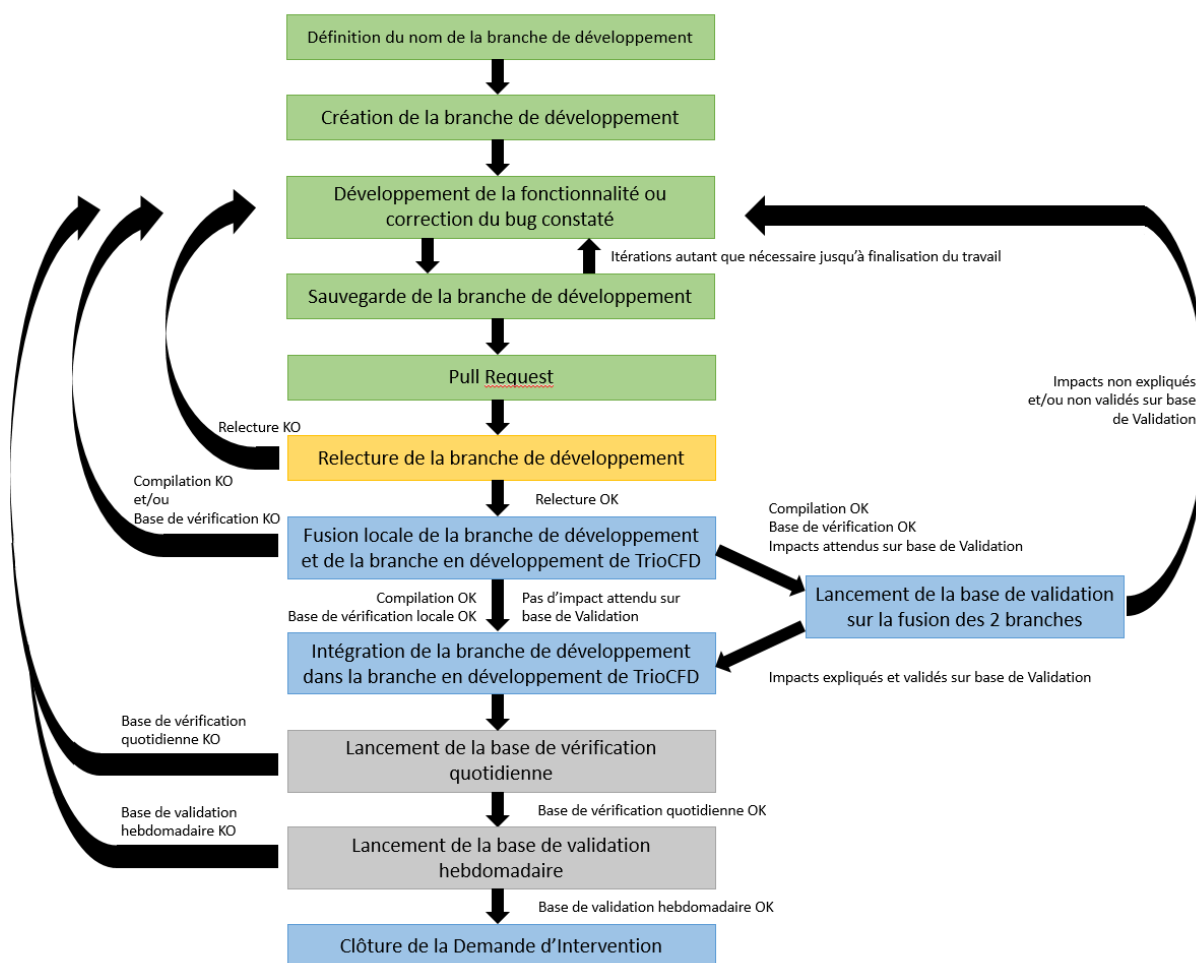 Définition du nom de la branche de développement
Création de la branche de développement
Développement de la fonctionnalité ou
correction du bug constaté
Itérations autant que nécessaire jusqu'à finalisation du travail
Sauvegarde de la branche de développement
Pull Request
Impacts non expliqués
et/ou non validés sur base
de Validation
Relecture KO
Relecture de la branche de développement
Compilation KO
et/ou
Base de vérification KO
Relecture OK
Compilation OK
Base de vérification OK
Impacts attendus sur base de Validation
Fusion locale de la branche de développement
et de la branche en développement de TrioCFD
Lancement de la base de validation
sur la fusion des 2 branches
Compilation OK
Base de vérification locale OK
Pas d'impact attendu sur
base de Validation
Intégration de la branche de développement
dans la branche en développement de TrioCFD
Impacts expliqués et validés sur base de Validation
Base de vérification
quotidienne KO
Lancement de la base de vérification
quotidienne
Base de vérification quotidienne OK
Base de validation
hebdomadaire KO
Lancement de la base de validation
hebdomadaire
Base de validation hebdomadaire OK
Clôture de la Demande d'Intervention